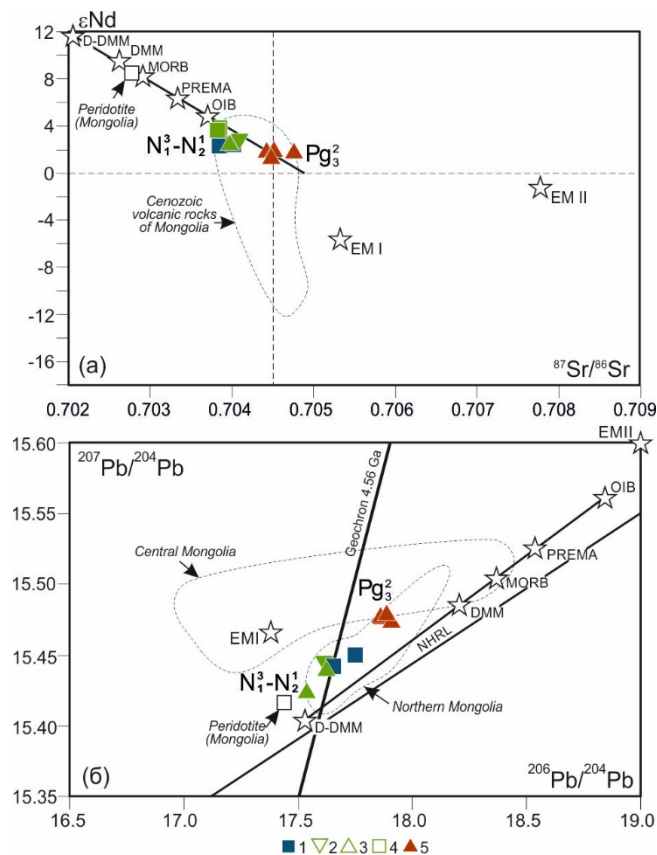 12
εNd
D-DMM
DMM
8
MORB
Peridotite
(Mongolia)
PREMA
OIB
4
N₁³-N₂¹
Pg₃²
0
Cenozoic
volcanic rocks
of Mongolia
EM II
-4
EM I
-8
-12
-16
(а)
⁸⁷Sr/⁸⁶Sr
0.702 0.703 0.704 0.705 0.706 0.707 0.708 0.709
15.60
EMII
²⁰⁷Pb/²⁰⁴Pb
Geochron 4.56 Ga
OIB
15.55
Central Mongolia
PREMA
Pg₃²
MORB
15.50
DMM
EMI
NHRL
15.45
N₁³-N₂¹
Northern Mongolia
Peridotite
(Mongolia)
15.40
D-DMM
(б)
²⁰⁶Pb/²⁰⁴Pb
15.35
16.5 17.0 17.5 18.0 18.5 19.0
1 2 3 4 5